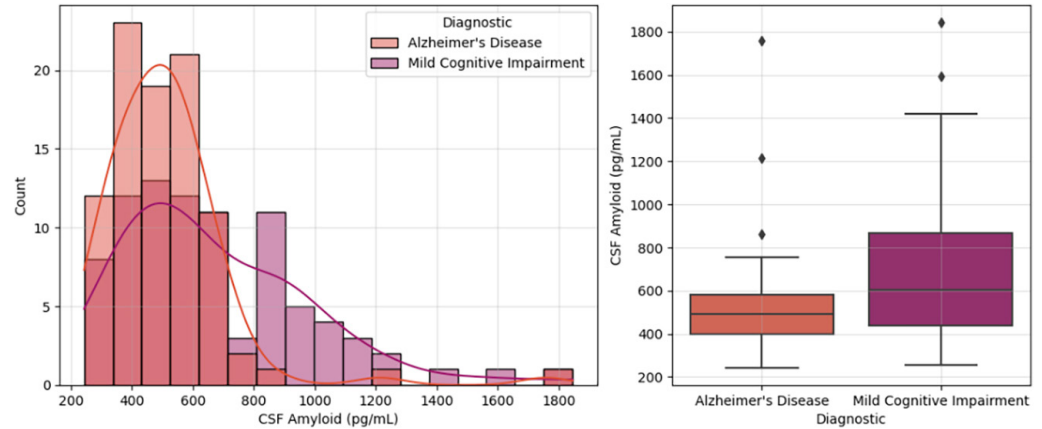 Diagnostic
Alzheimer's Disease
Mild Cognitive Impairment
Count
20
15
10
5
0
200 400 600 800 1000 1200 1400 1600 1800
CSF Amyloid (pg/mL)
CSF Amyloid (pg/mL)
1800
1600
1400
1200
1000
800
600
400
200
Alzheimer's Disease Mild Cognitive Impairment
Diagnostic